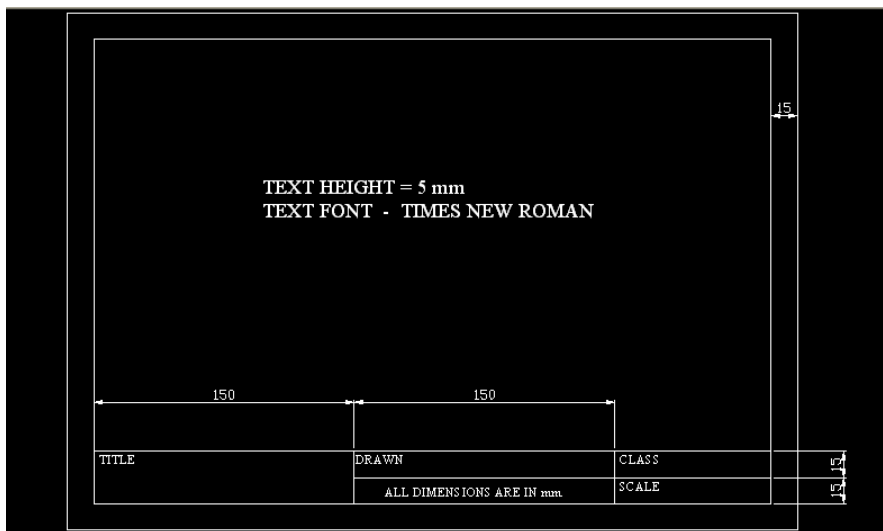 15
TEXT HEIGHT = 5 mm
TEXT FONT - TIMES NEW ROMAN
150
150
TITLE
DRAWN
CLASS
15
ALL DIMENSIONS ARE IN mm
SCALE
15